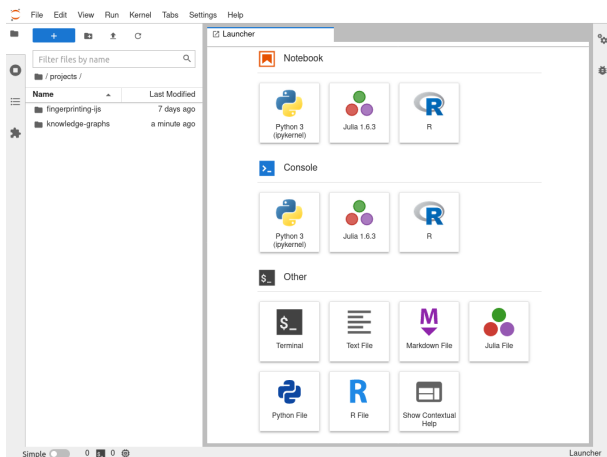 File Edit View Run Kernel Tabs Settings Help
Filter files by name
/ projects /
Name Last Modified
fingerprinting-ijs 7 days ago
knowledge-graphs a minute ago
Launcher
Notebook
Python 3
(ipykernel)
Julia 1.6.3
R
Console
Python 3
(ipykernel)
Julia 1.6.3
R
$_ Other
$_
Terminal
Text File
M
Markdown File
Julia File
Python File
R
R File
Show Contextual
Help
Simple 0 $_ 0 Launcher